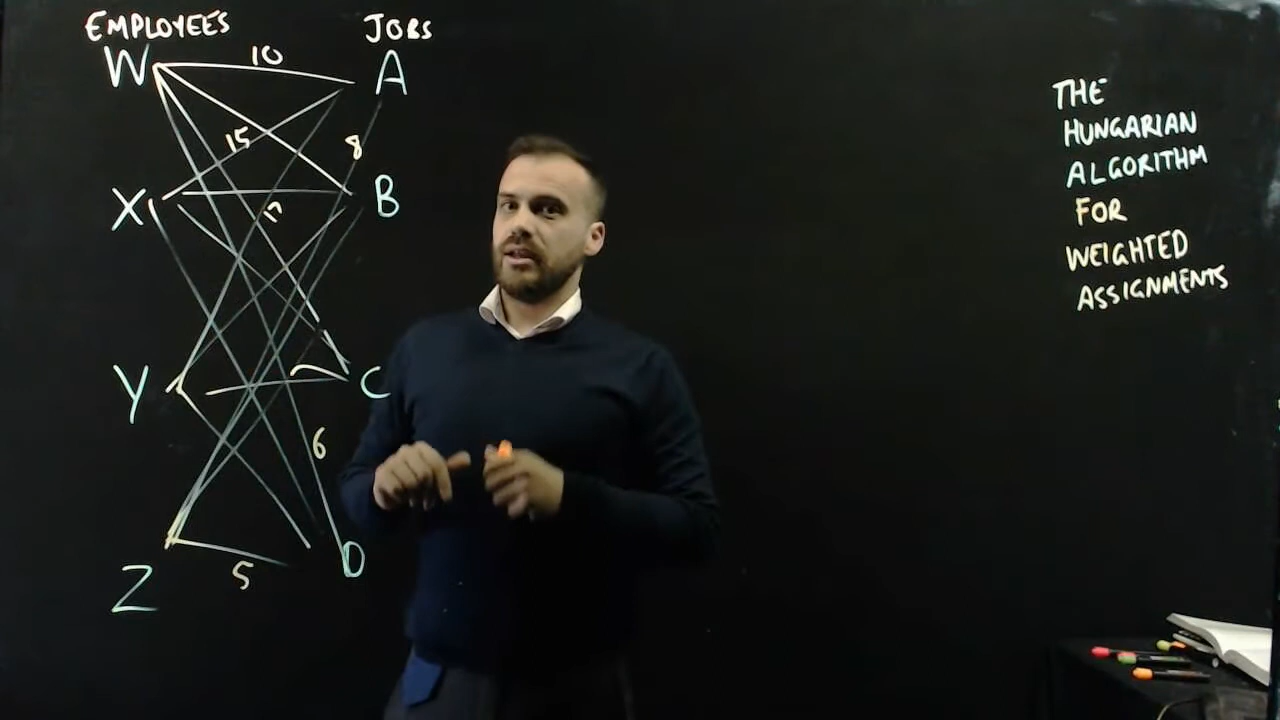 EMPLOYEES JOBS
W 10 A
15 8
X B
Y C
6
Z 5 D
THE
HUNGARIAN
ALGORITHM
FOR
WEIGHTED
ASSIGNMENTS